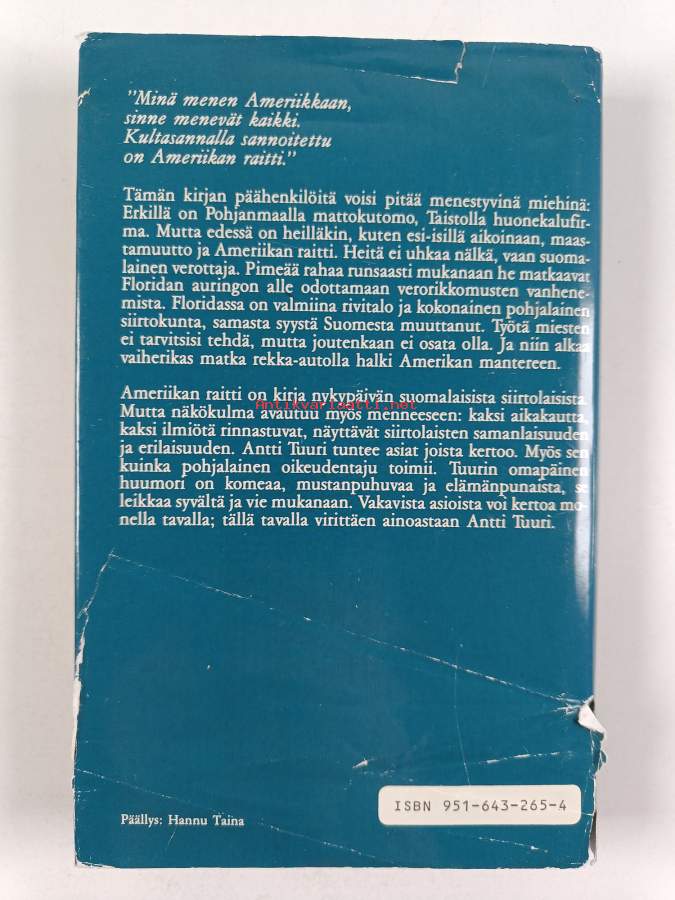 "Minä menen Ameriikkaan,
sinne menevät kaikki.
Kultasannalla sannoitettu
on Ameriikan raitti."
Tämän kirjan päähenkilöitä voisi pitää menestyvinä miehinä:
Erkillä on Pohjanmaalla mattokutomo, Taistolla huonekalufir-
ma. Mutta edessä on heilläkin, kuten esi-isillä aikoinaan, maas-
tamuutto ja Ameriikan raitti. Heitä ei uhkaa nälkä, vaan suoma-
lainen verottaja. Pimeää rahaa runsaasti mukanaan he matkaavat
Floridan auringon alle odottamaan verorikkomusten vanhene-
mista. Floridassa on valmiina rivitalo ja kokonainen pohjalainen
siirtokunta, samasta syystä Suomesta muuttanut. Työtä miesten
ei tarvitsisi tehdä, mutta joutenkaan ei osata olla. Ja niin alkaa
vaiherikas matka rekka-autolla halki Amerikan mantereen.
Ameriikan raitti on kirja nykypäivän suomalaisista siirtolaisista.
Antikvariaatti.net
Mutta näkökulma avautuu myös menneeseen: kaksi aikakautta,
kaksi ilmiötä rinnastuvat, näyttävät siirtolaisten samanlaisuuden
ja erilaisuuden. Antti Tuuri tuntee asiat joista kertoo. Myös sen
kuinka pohjalainen oikeudentaju toimii. Tuurin omapäinen
huumori on komeaa, mustanpuhuvaa ja elämänpunaista, se
leikkaa syvältä ja vie mukanaan. Vakavista asioista voi kertoa mo-
nella tavalla; tällä tavalla virittäen ainoastaan Antti Tuuri.
ISBN 951-643-265-4
Päällys: Hannu Taina